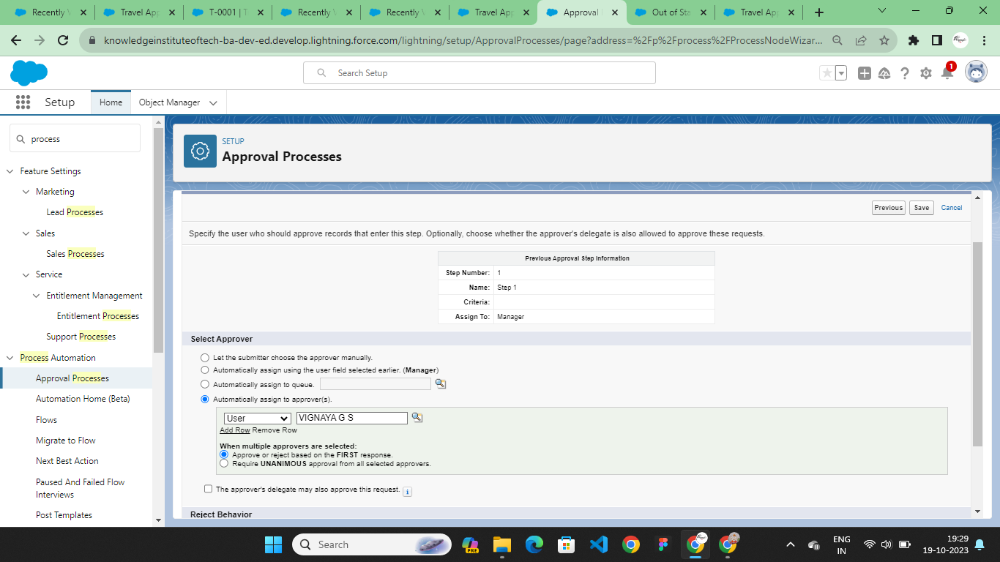 Recently V
Travel App
T-0001 | T
Recently V
Recently V
Travel App
Approval
Out of Sta
Travel App
knowledgeinstituteoftech-ba-dev-ed.develop.lightning.force.com/lightning/setup/ApprovalProcesses/page?address=%2Fp%2Fprocess%2FProcessNodeWizar...
Search Setup
1
Setup
Home
Object Manager
process
Feature Settings
Marketing
Lead Processes
Sales
Sales Processes
Service
Entitlement Management
Entitlement Processes
Support Processes
Process Automation
Approval Processes
Automation Home (Beta)
Flows
Migrate to Flow
Next Best Action
Paused And Failed Flow
Interviews
Post Templates
SETUP
Approval Processes
Previous Save Cancel
Specify the user who should approve records that enter this step. Optionally, choose whether the approver's delegate is also allowed to approve these requests.
Previous Approval Step Information
Step Number: 1
Name: Step 1
Criteria:
Assign To: Manager
Select Approver
Let the submitter choose the approver manually.
Automatically assign using the user field selected earlier. (Manager)
Automatically assign to queue.
Automatically assign to approver(s).
User VIGNAYA G S
Add Row Remove Row
When multiple approvers are selected:
Approve or reject based on the FIRST response.
Require UNANIMOUS approval from all selected approvers.
The approver's delegate may also approve this request. i
Reject Behavior
Search
PRE
ENG
IN
19:29
19-10-2023